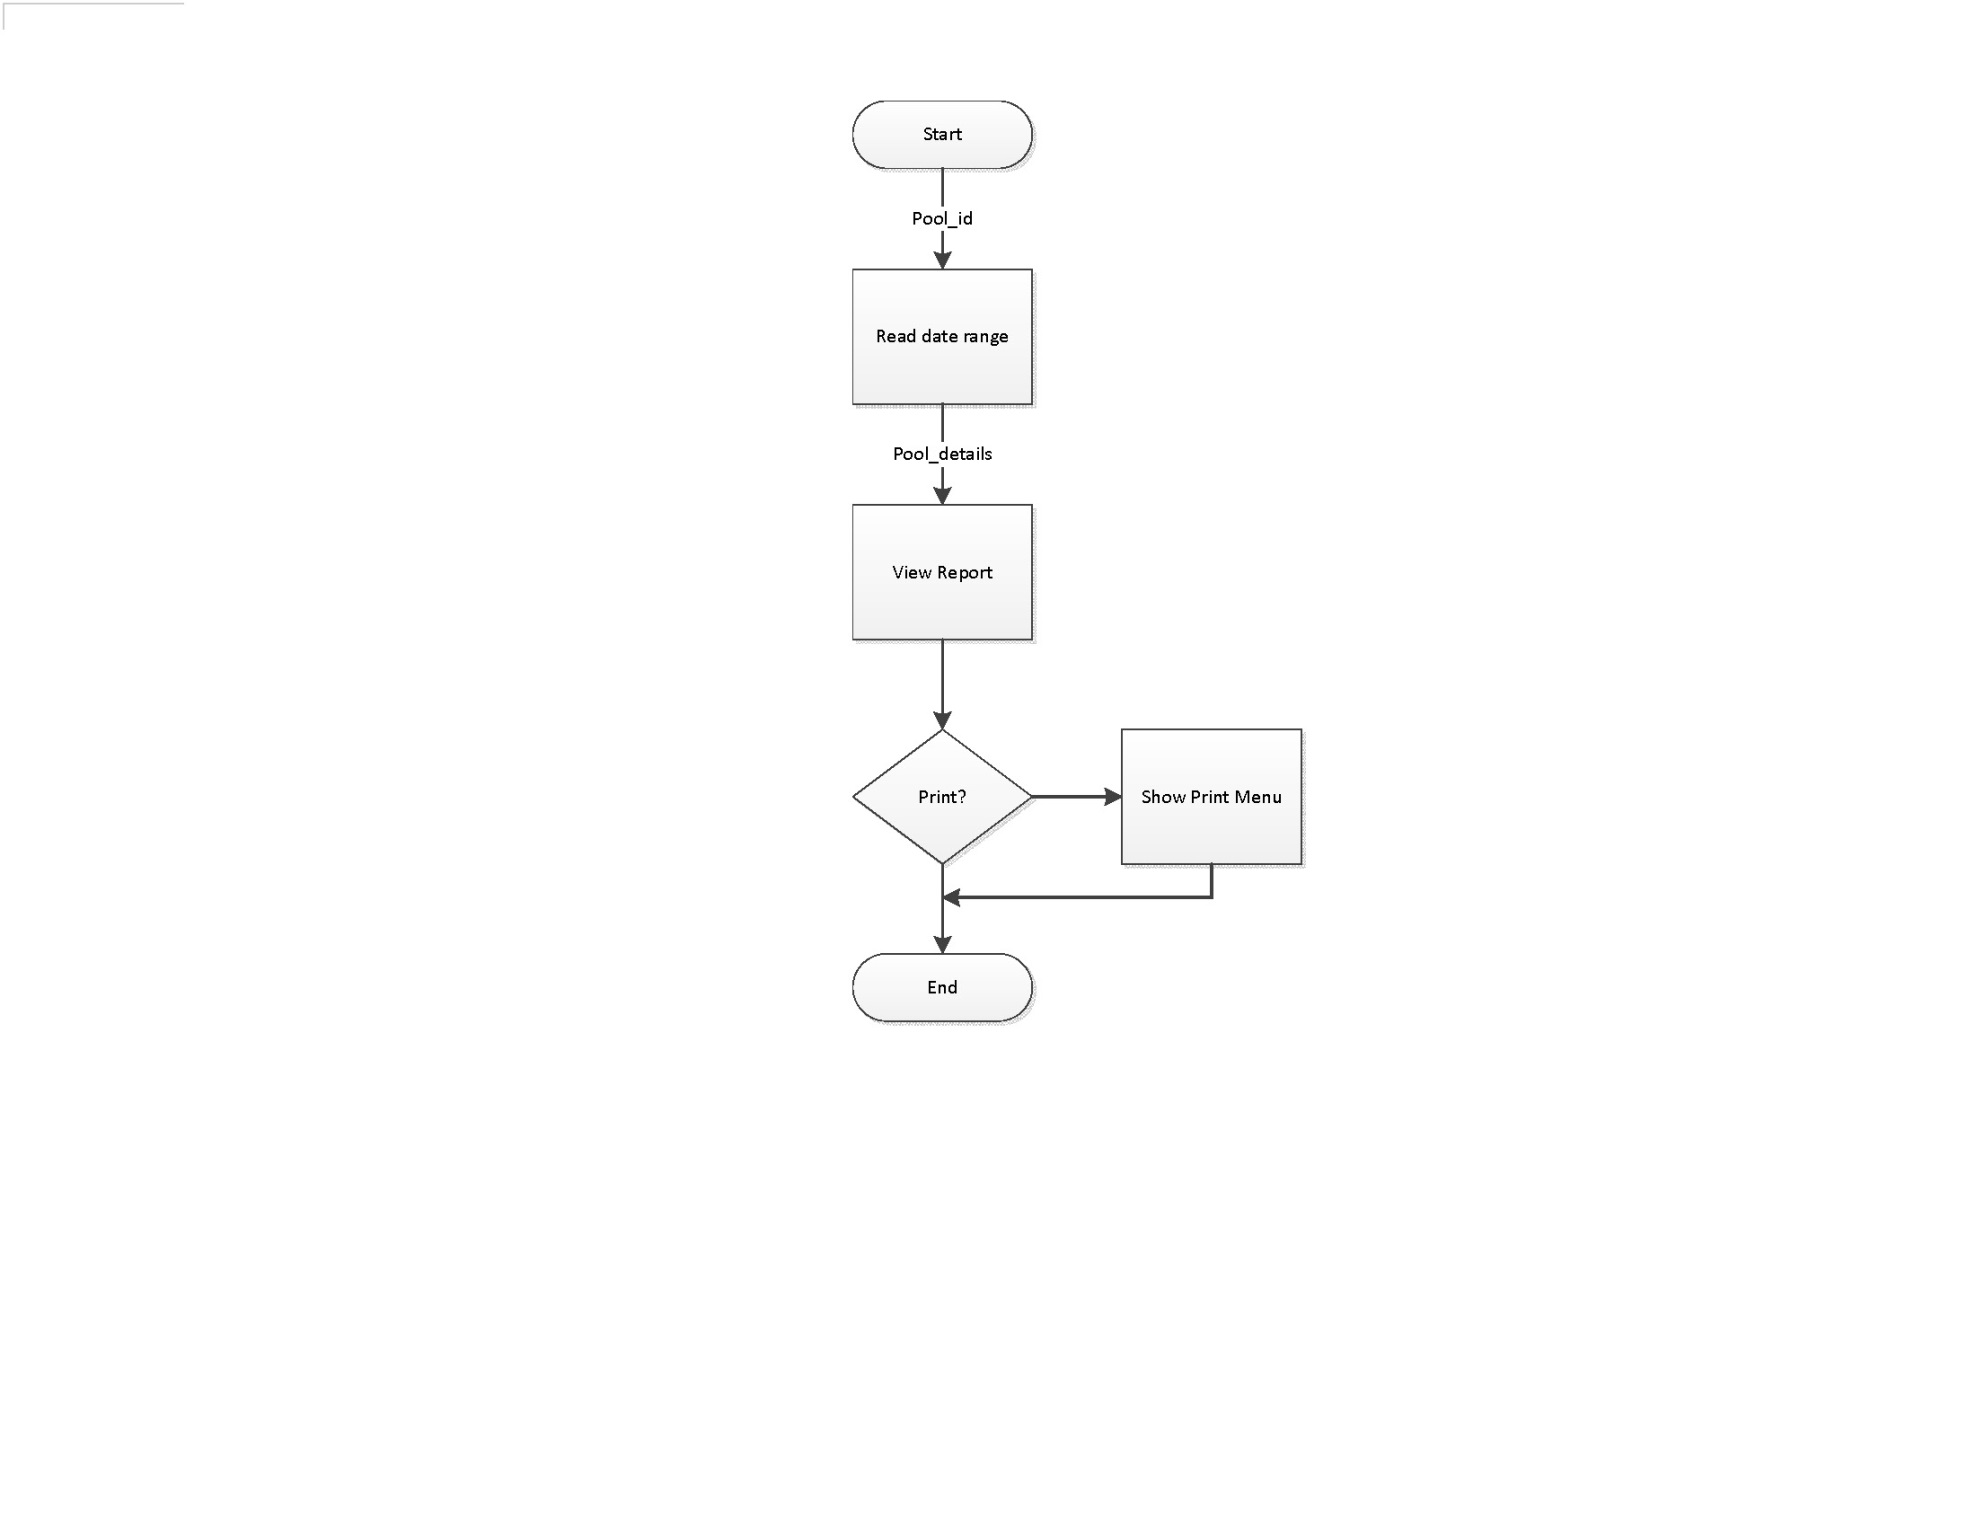 Start
Pool_id
Read date range
Pool_details
View Report
Print?
Show Print Menu
End